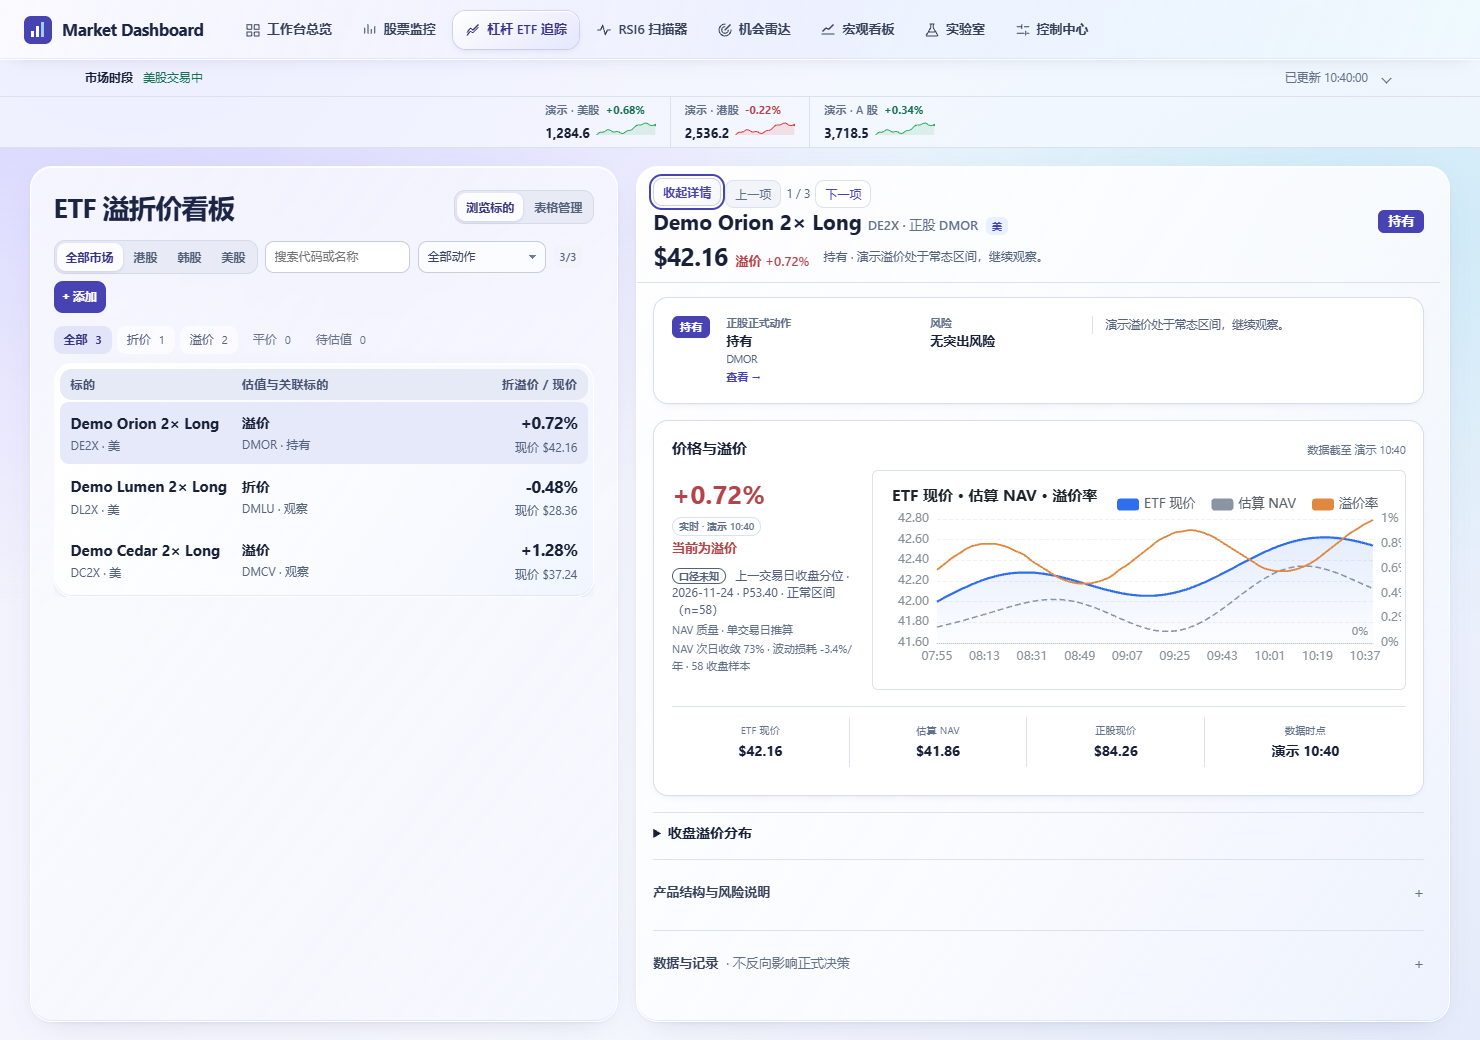 Market Dashboard
工作台总览
股票监控
杠杆 ETF 追踪
RSI6 扫描器
机会雷达
宏观看板
实验室
控制中心
市场时段 美股交易中
已更新 10:40:00
演示 · 美股 +0.68%
1,284.6
演示 · 港股 -0.22%
2,536.2
演示 · A 股 +0.34%
3,718.5
ETF 溢折价看板
浏览标的 表格管理
全部市场 港股 韩股 美股
搜索代码或名称
全部动作
3/3
+ 添加
全部 3
折价 1
溢价 2
平价 0
待估值 0
标的 估值与关联标的 折溢价 / 现价
Demo Orion 2× Long 溢价 +0.72%
DE2X · 美 DMOR · 持有 现价 $42.16
Demo Lumen 2× Long 折价 -0.48%
DL2X · 美 DMLU · 观察 现价 $28.36
Demo Cedar 2× Long 溢价 +1.28%
DC2X · 美 DMCV · 观察 现价 $37.24
收起详情 上一项 1 / 3 下一项
Demo Orion 2× Long DE2X · 正股 DMOR 美
持有
$42.16 溢价 +0.72% 持有 · 演示溢价处于常态区间，继续观察。
持有
正股正式动作
持有
DMOR
查看 →
风险
无突出风险
演示溢价处于常态区间，继续观察。
价格与溢价
数据截至 演示 10:40
+0.72%
实时 · 演示 10:40
当前为溢价
口径未知 上一交易日收盘分位 ·
2026-11-24 · P53.40 · 正常区间
（n=58）
NAV 质量 · 单交易日推算
NAV 次日收敛 73% · 波动损耗 -3.4%/
年 · 58 收盘样本
ETF 现价 • 估算 NAV • 溢价率
ETF 现价 估算 NAV 溢价率
42.80
42.60
42.40
42.20
42.00
41.80
41.60
1%
0.8%
0.6%
0.4%
0.2%
0%
0%
07:55 08:13 08:31 08:49 09:07 09:25 09:43 10:01 10:19 10:37
ETF 现价
$42.16
估算 NAV
$41.86
正股现价
$84.26
数据时点
演示 10:40
▶ 收盘溢价分布
产品结构与风险说明 +
数据与记录 · 不反向影响正式决策 +